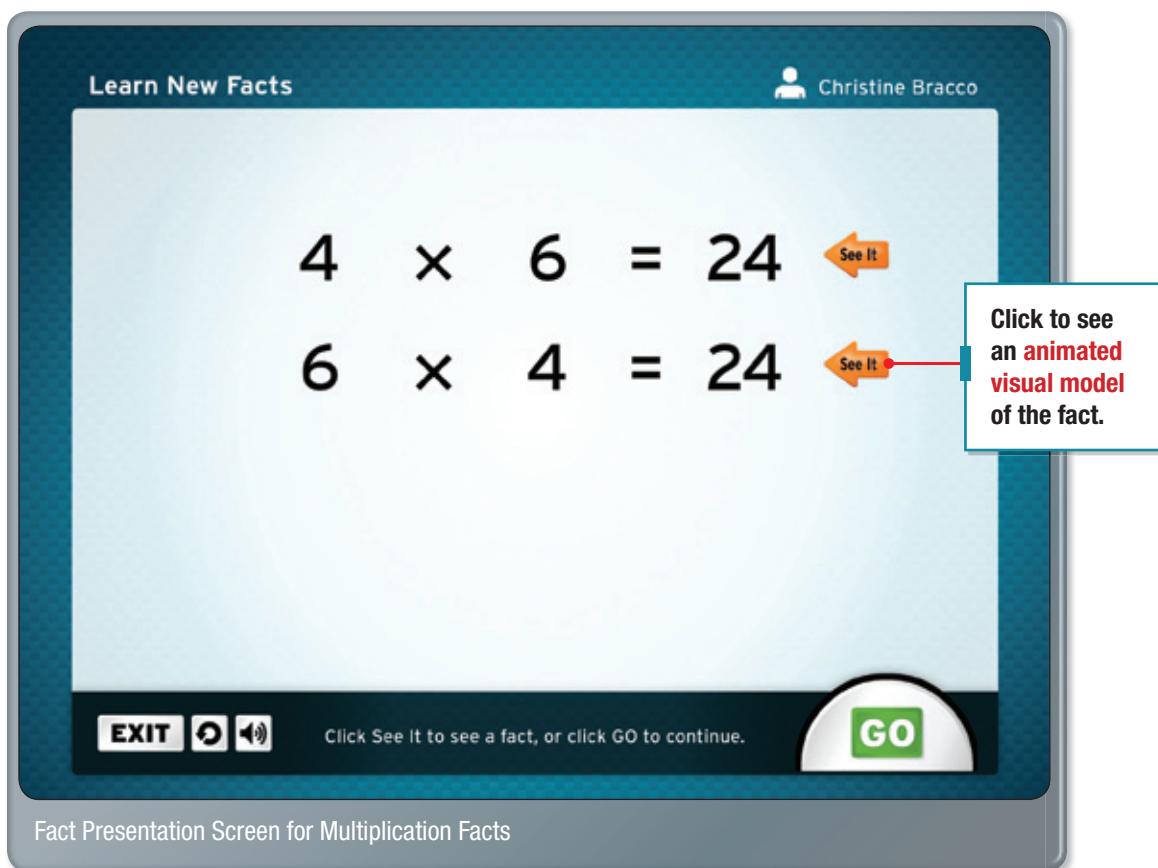 Learn New Facts
Christine Bracco
4 × 6 = 24
See It
6 × 4 = 24
See It
Click to see
an animated
visual model
of the fact.
EXIT
Click See It to see a fact, or click GO to continue.
GO
Fact Presentation Screen for Multiplication Facts